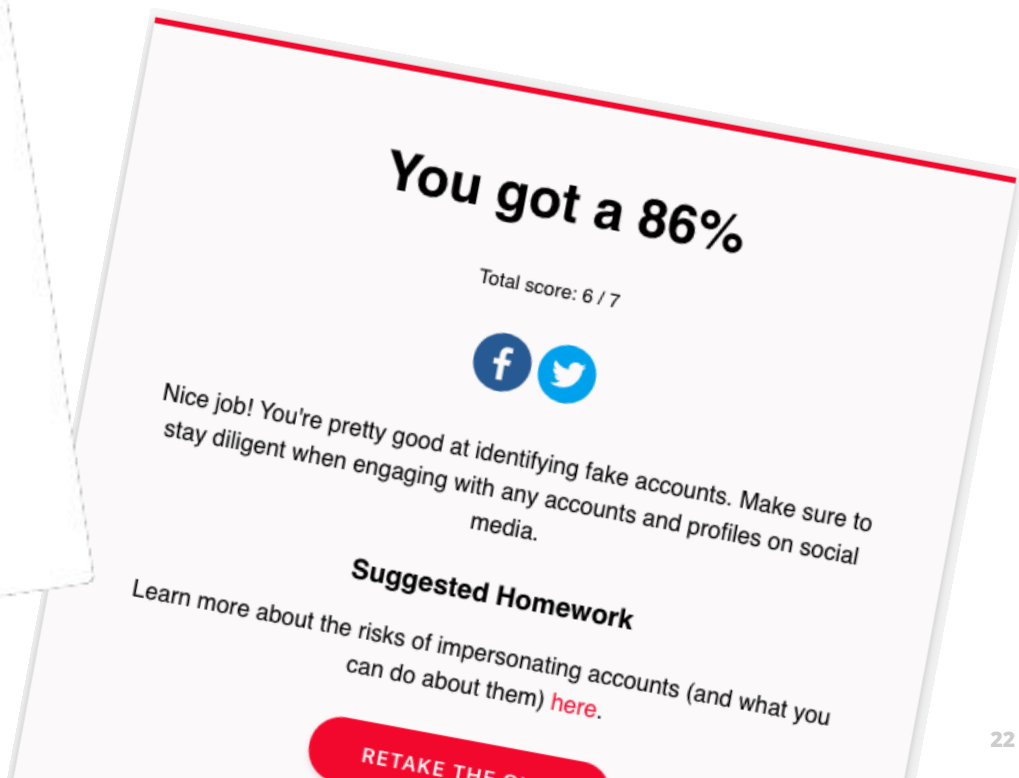 You got a 86%
Total score: 6 / 7
Nice job! You're pretty good at identifying fake accounts. Make sure to
stay diligent when engaging with any accounts and profiles on social
media.
Suggested Homework
Learn more about the risks of impersonating accounts (and what you
can do about them) here.
RETAKE THE
22